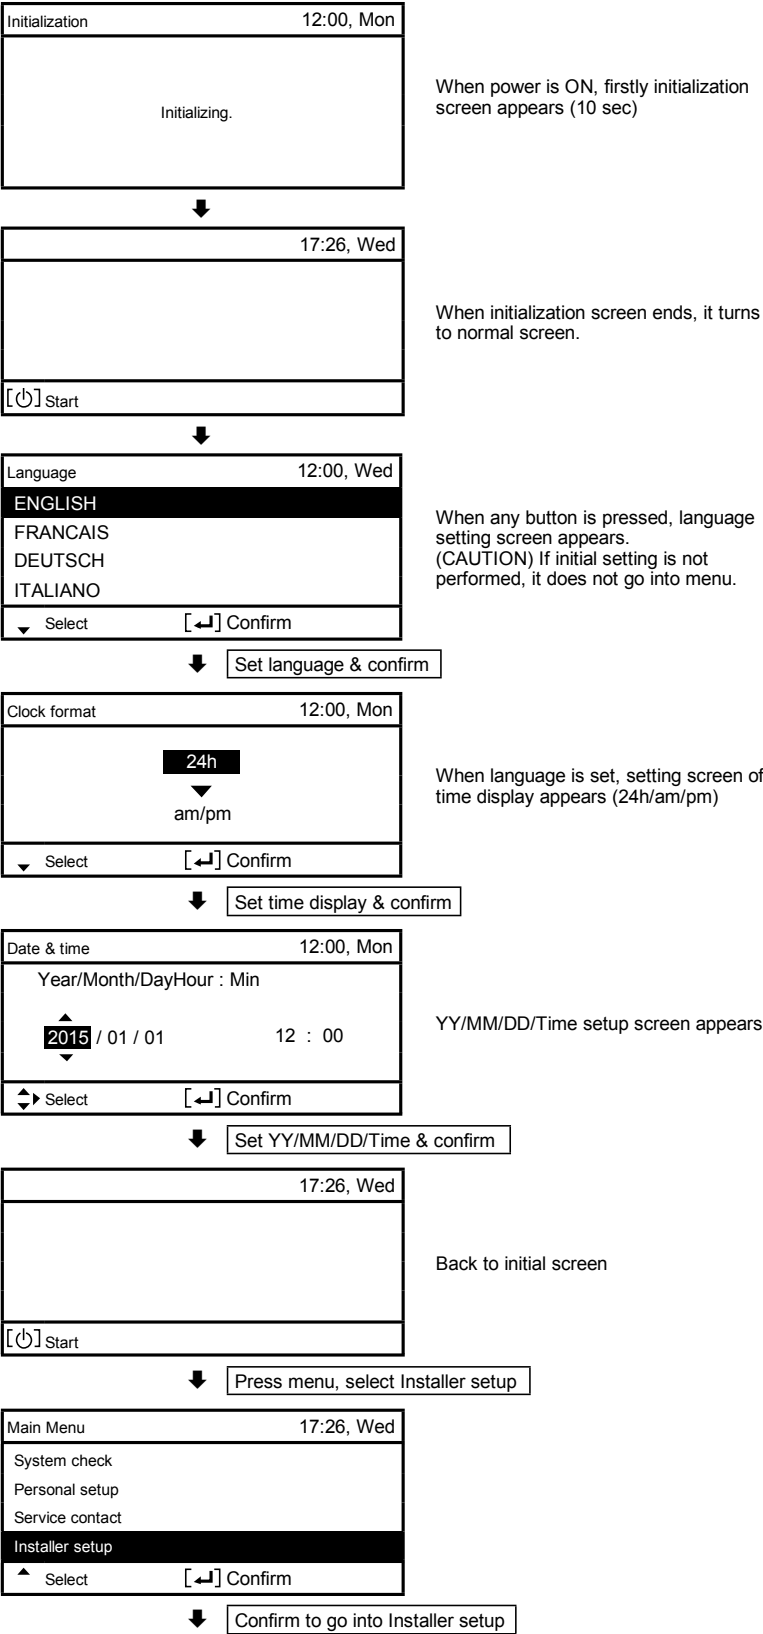 Initialization 12:00, Mon
Initializing.
When power is ON, firstly initialization
screen appears (10 sec)
17:26, Wed
[⏻] Start
When initialization screen ends, it turns
to normal screen.
Language 12:00, Wed
ENGLISH
FRANCAIS
DEUTSCH
ITALIANO
Select [↵] Confirm
When any button is pressed, language
setting screen appears.
(CAUTION) If initial setting is not
performed, it does not go into menu.
Set language & confirm
Clock format 12:00, Mon
24h
am/pm
Select [↵] Confirm
When language is set, setting screen of
time display appears (24h/am/pm)
Set time display & confirm
Date & time 12:00, Mon
Year/Month/DayHour : Min
2015 / 01 / 01 12 : 00
Select [↵] Confirm
YY/MM/DD/Time setup screen appears
Set YY/MM/DD/Time & confirm
17:26, Wed
[⏻] Start
Back to initial screen
Press menu, select Installer setup
Main Menu 17:26, Wed
System check
Personal setup
Service contact
Installer setup
Select [↵] Confirm
Confirm to go into Installer setup